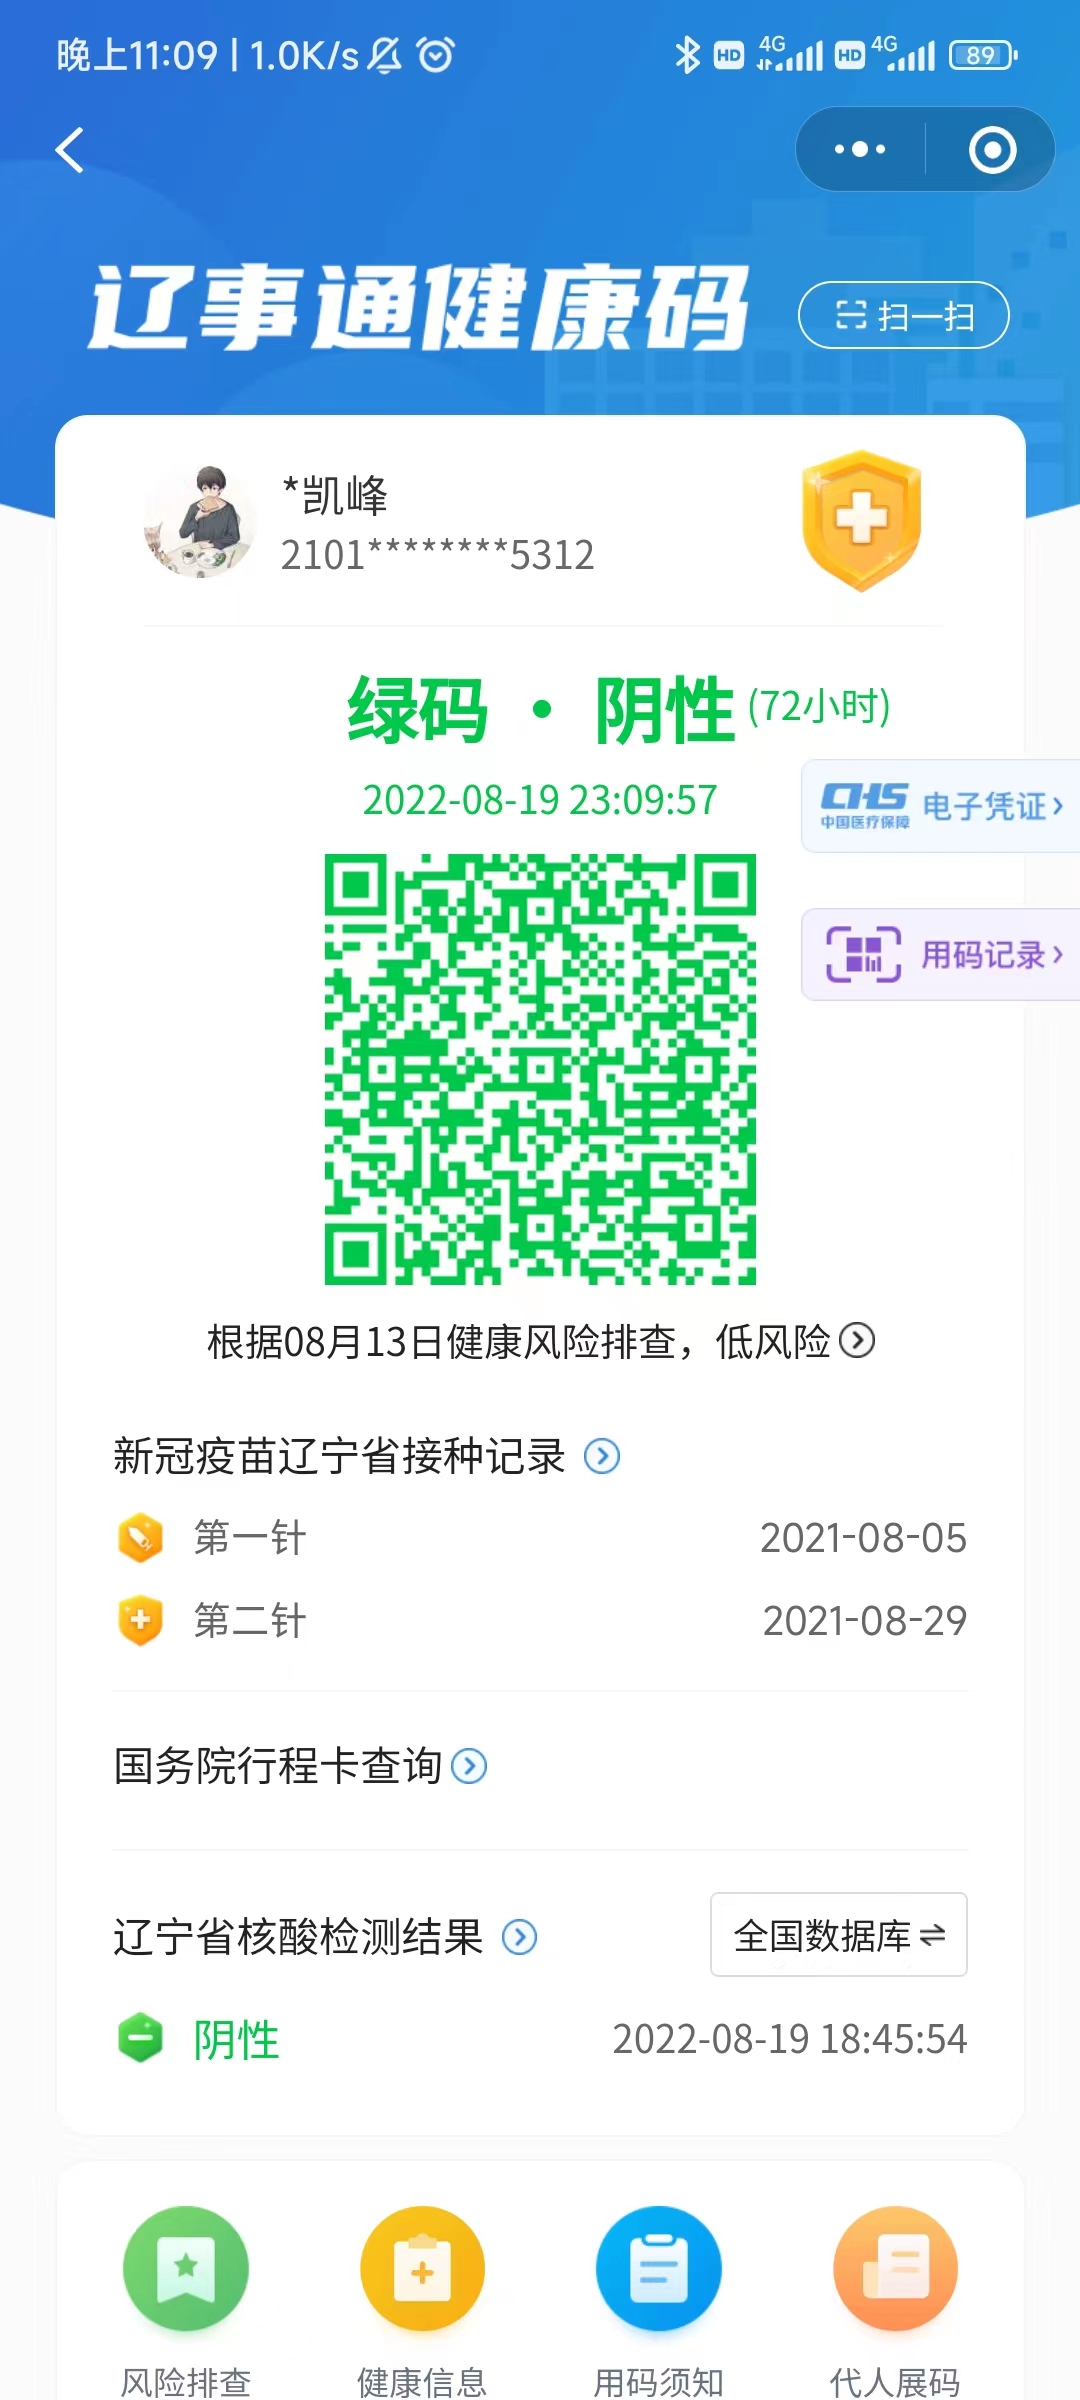 晚上11:09 | 1.0K/s
HD 4G HD 4G 89
辽事通健康码
扫一扫
*凯峰
2101********5312
绿码 · 阴性 (72小时)
2022-08-19 23:09:57
CHS 中国医疗保障 电子凭证
用码记录
根据08月13日健康风险排查，低风险
新冠疫苗辽宁省接种记录
第一针 2021-08-05
第二针 2021-08-29
国务院行程卡查询
辽宁省核酸检测结果 全国数据库
阴性 2022-08-19 18:45:54
风险排查 健康信息 用码须知 代人展码